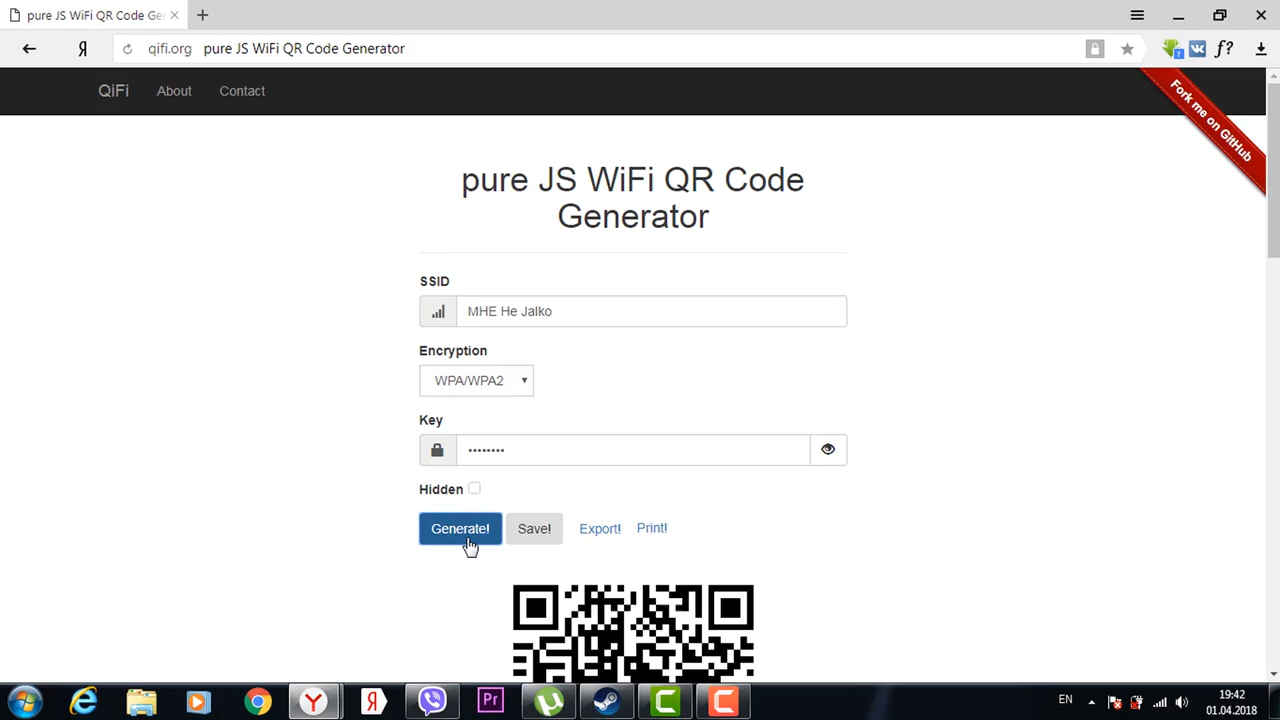 pure JS WiFi QR Code Ge
Я qifi.org pure JS WiFi QR Code Generator
QiFi About Contact
Fork me on GitHub
pure JS WiFi QR Code
Generator
SSID
MHE He Jalko
Encryption
WPA/WPA2
Key
••••••••
Hidden
Generate! Save! Export! Print!
Я Pr EN 19:42
01.04.2018